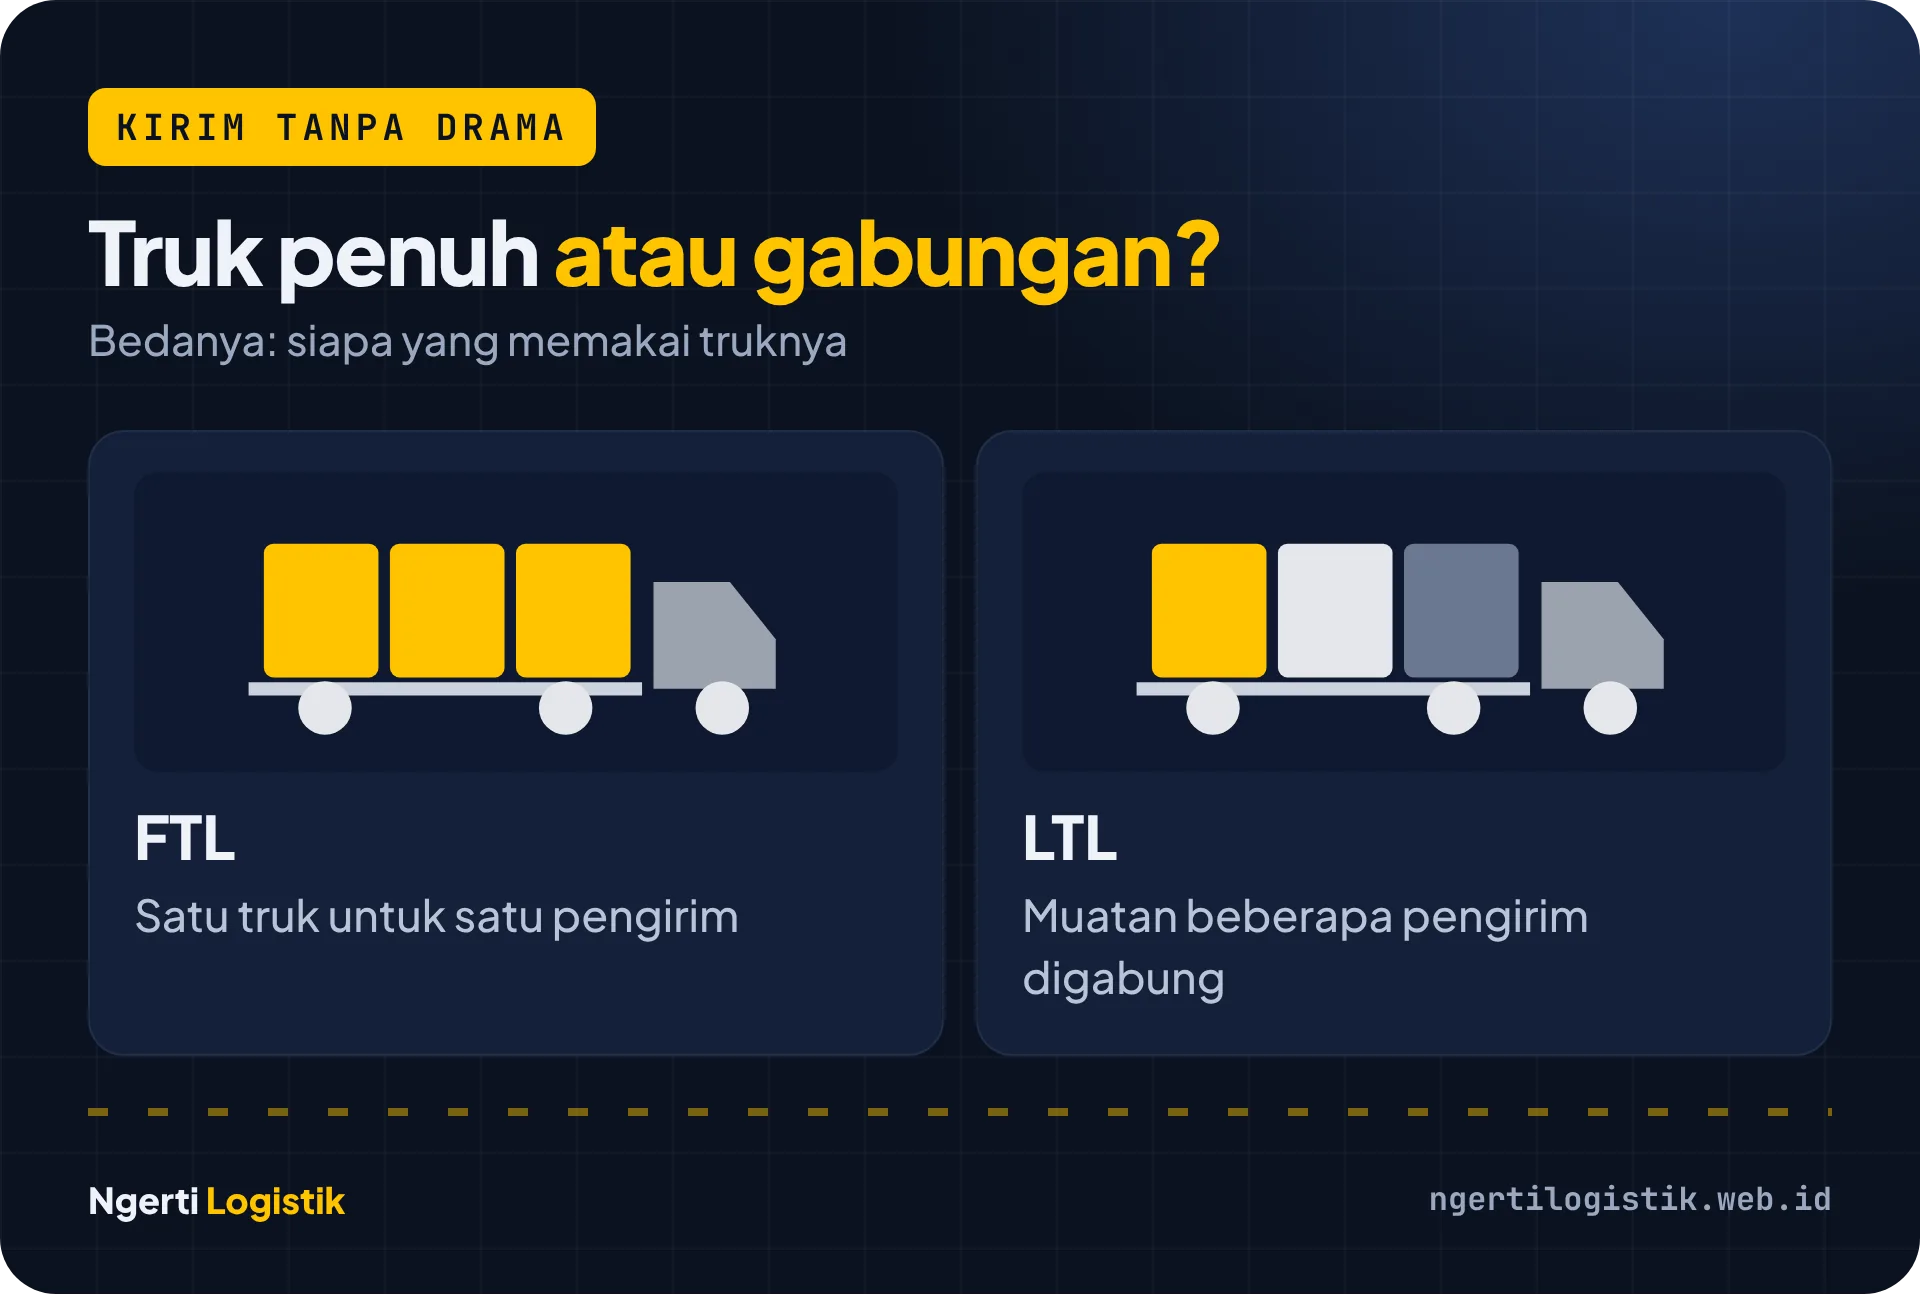 KIRIM TANPA DRAMA
Truk penuh atau gabungan?
Bedanya: siapa yang memakai truknya
FTL
Satu truk untuk satu pengirim
LTL
Muatan beberapa pengirim
digabung
Ngerti Logistik
ngertilogistik.web.id